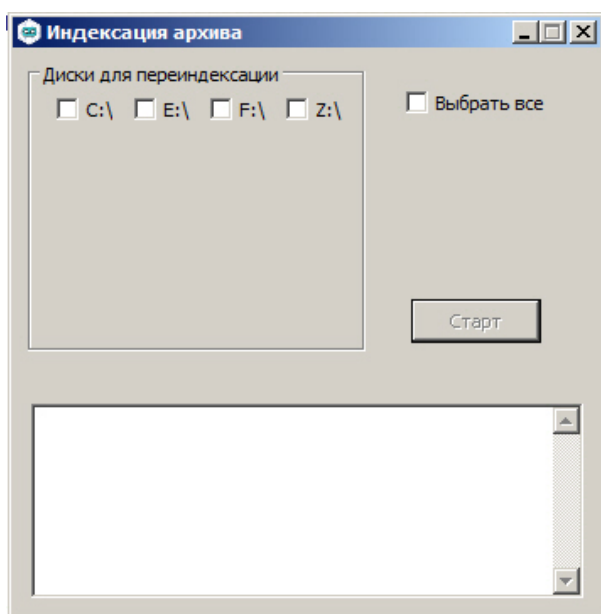 Индексация архива
Диски для переиндексации
C:\ E:\ F:\ Z:\
Выбрать все
Старт